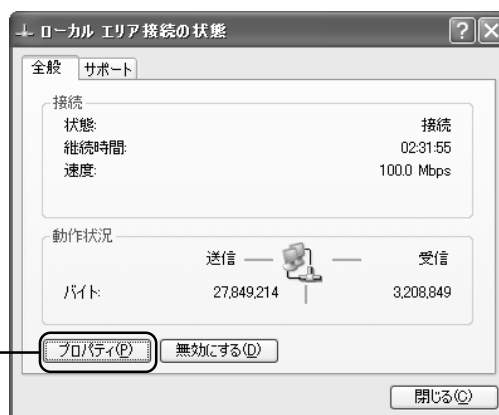 ローカル エリア接続の状態
全般 サポート
接続
状態: 接続
継続時間: 02:31:55
速度: 100.0 Mbps
動作状況
送信 受信
バイト: 27,849,214 3,208,849
プロパティ(P) 無効にする(D)
閉じる(C)